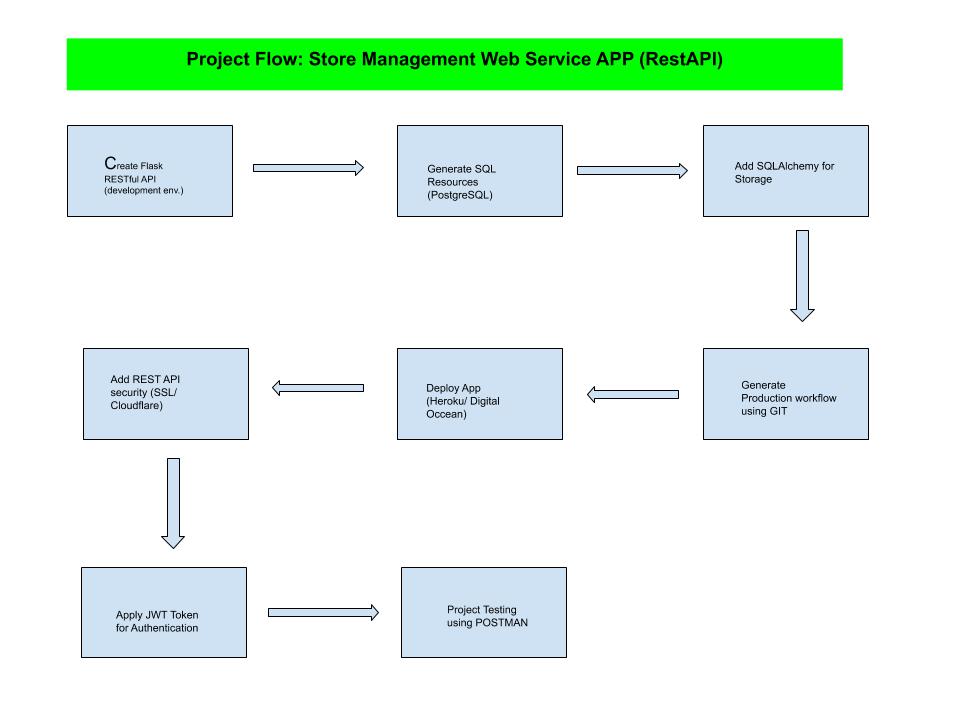 Project Flow: Store Management Web Service APP (RestAPI)
Create Flask
RESTful API
(development env.)
Generate SQL
Resources
(PostgreSQL)
Add SQLAlchemy for
Storage
Generate
Production workflow
using GIT
Deploy App
(Heroku/ Digital
Occean)
Add REST API
security (SSL/
Cloudflare)
Apply JWT Token
for Authentication
Project Testing
using POSTMAN